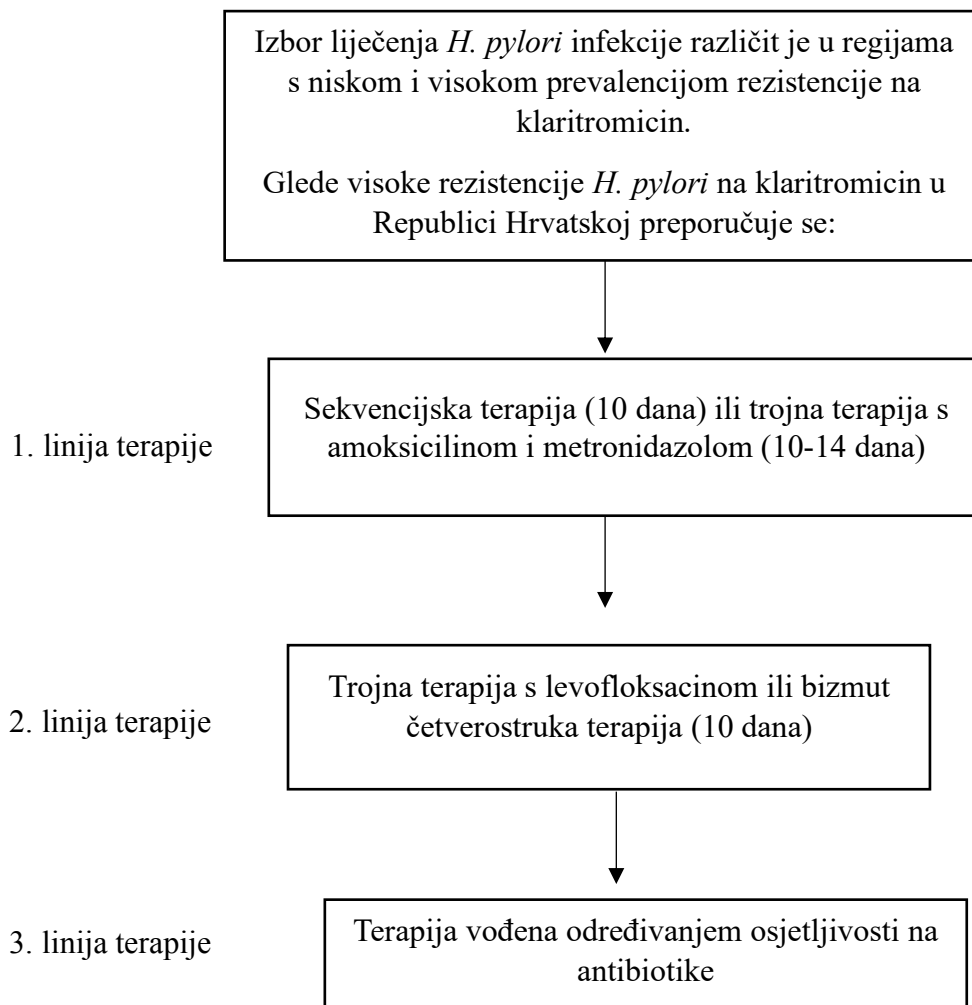 Izbor liječenja H. pylori infekcije različit je u regijama
s niskom i visokom prevalencijom rezistencije na
klaritromicin.
Glede visoke rezistencije H. pylori na klaritromicin u
Republici Hrvatskoj preporučuje se:
1. linija terapije
Sekvencijska terapija (10 dana) ili trojna terapija s
amoksicilinom i metronidazolom (10-14 dana)
2. linija terapije
Trojna terapija s levofloksacinom ili bizmut
četverostruka terapija (10 dana)
3. linija terapije
Terapija vođena određivanjem osjetljivosti na
antibiotike